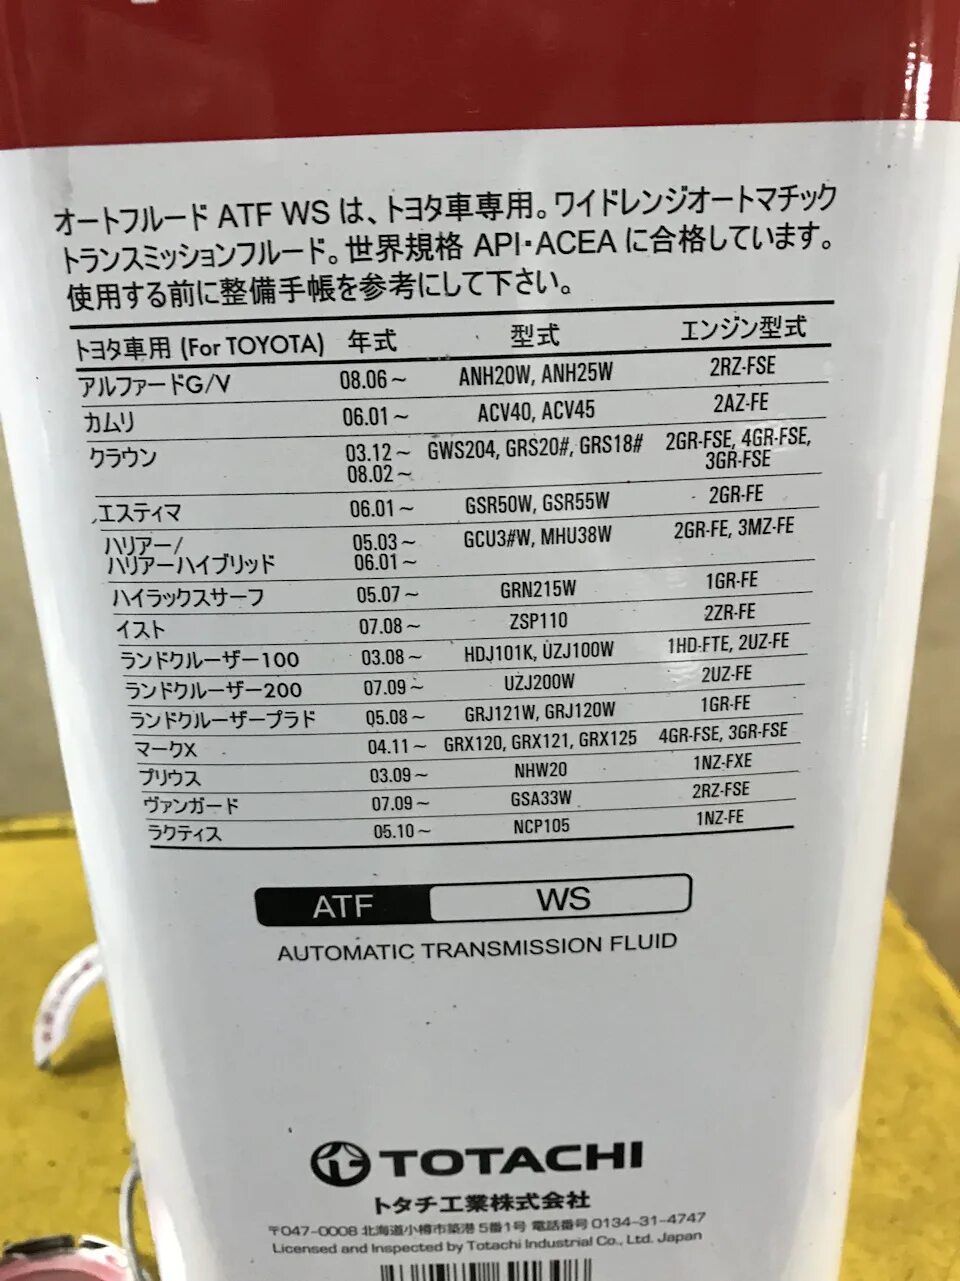 オートフルード ATF WS は、トヨタ車専用。ワイドレンジオートマチック
トランスミッションフルード。世界規格 API・ACEA に合格しています。
使用する前に整備手帳を参考にして下さい。
トヨタ車用 (For TOYOTA) 年式 型式 エンジン型式
アルファードG/V 08.06～ ANH20W, ANH25W 2RZ-FSE
カムリ 06.01～ ACV40, ACV45 2AZ-FE
クラウン 03.12～ GWS204, GRS20#, GRS18# 2GR-FSE, 4GR-FSE,
08.02～ 3GR-FSE
エスティマ 06.01～ GSR50W, GSR55W 2GR-FE
ハリアー/ 05.03～ GCU3#W, MHU38W 2GR-FE, 3MZ-FE
ハリアーハイブリッド 06.01～
ハイラックスサーフ 05.07～ GRN215W 1GR-FE
イスト 07.08～ ZSP110 2ZR-FE
ランドクルーザー100 03.08～ HDJ101K, UZJ100W 1HD-FTE, 2UZ-FE
ランドクルーザー200 07.09～ UZJ200W 2UZ-FE
ランドクルーザープラド 05.08～ GRJ121W, GRJ120W 1GR-FE
マークX 04.11～ GRX120, GRX121, GRX125 4GR-FSE, 3GR-FSE
プリウス 03.09～ NHW20 1NZ-FXE
ヴァンガード 07.09～ GSA33W 2RZ-FSE
ラクティス 05.10～ NCP105 1NZ-FE
ATF WS
AUTOMATIC TRANSMISSION FLUID
TOTACHI
トタチ工業株式会社
〒047-0008 北海道小樽市築港5番1号 電話番号 0134-31-4747
Licensed and Inspected by Totachi Industrial Co., Ltd. Japan